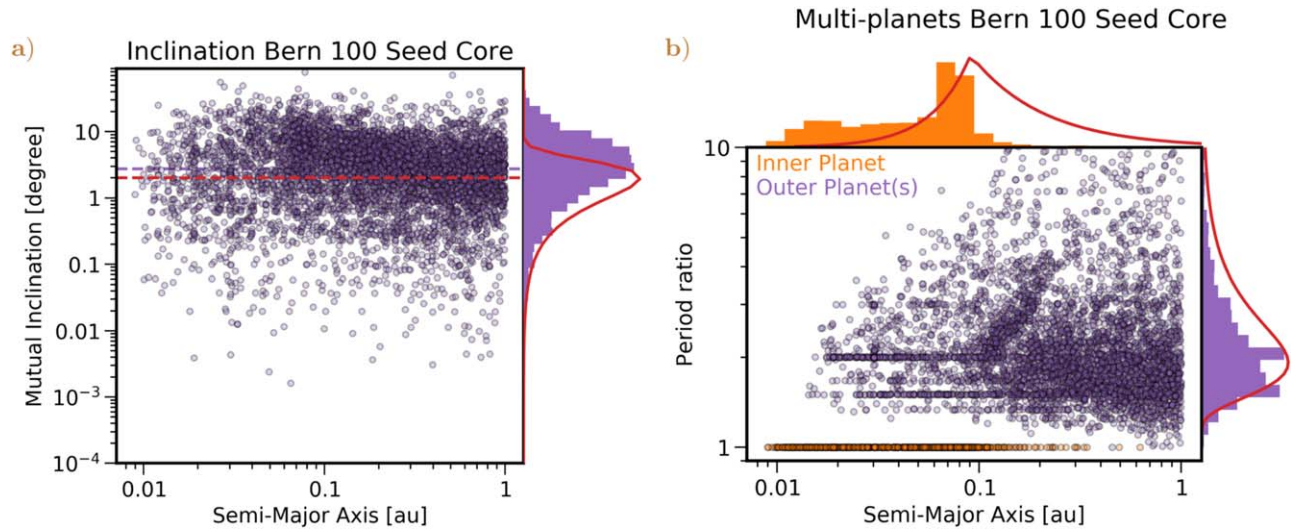 a)
Inclination Bern 100 Seed Core
Mutual Inclination [degree]
10
1
0.1
0.01
10⁻³
10⁻⁴
0.01
0.1
1
Semi-Major Axis [au]
b)
Multi-planets Bern 100 Seed Core
Inner Planet
Outer Planet(s)
Period ratio
10
1
0.01
0.1
1
Semi-Major Axis [au]